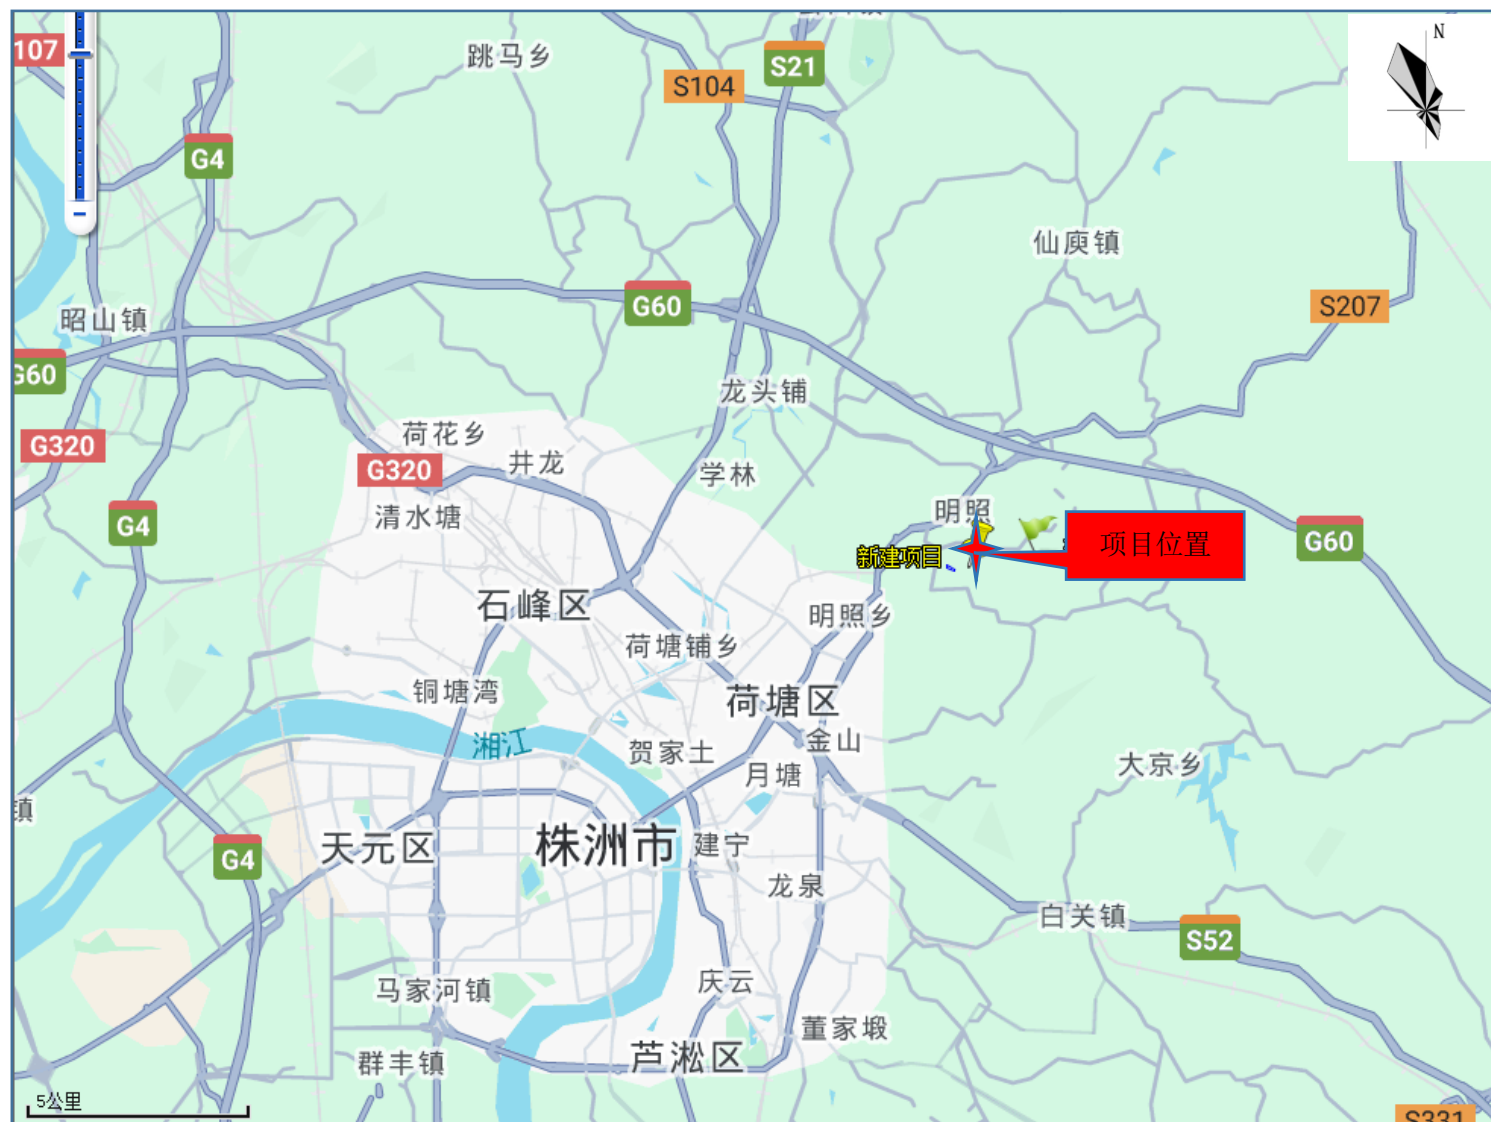 107
跳马乡
S21
N
S104
G4
仙庾镇
G60
S207
昭山镇
G60
龙头铺
荷花乡
G320
G320
井龙
学林
清水塘
明照
G4
G60
项目位置
新建项目
石峰区
明照乡
荷塘铺乡
铜塘湾
荷塘区
湘江
贺家土
金山
大京乡
月塘
镇
天元区
株洲市
建宁
G4
龙泉
白关镇
S52
马家河镇
庆云
董家塅
芦淞区
群丰镇
5公里
S331